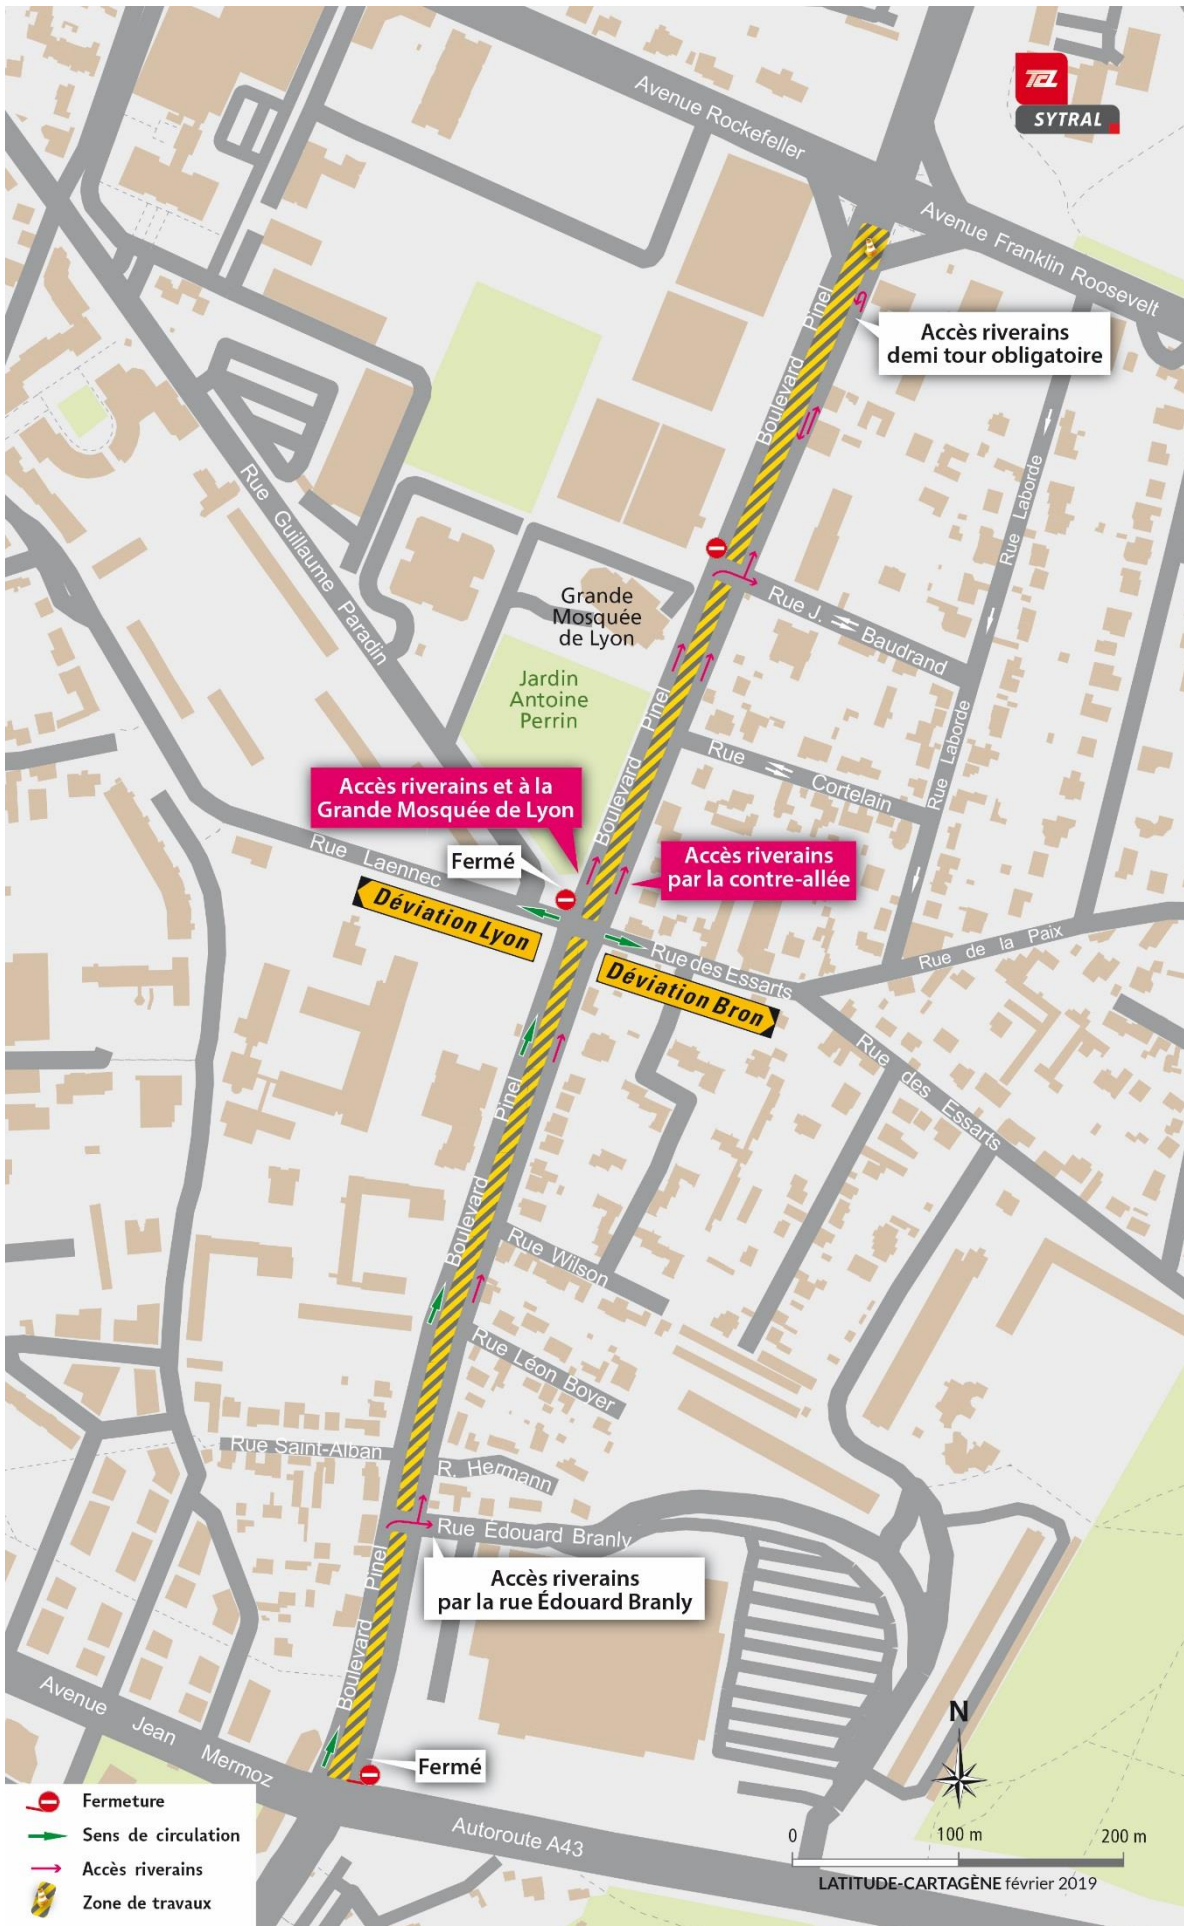 Avenue Rockefeller
TCL
SYTRAL
Avenue Franklin Roosevelt
Boulevard Pinel
Accès riverains
demi tour obligatoire
Rue Laborde
Rue Guillaume Paradin
Grande
Mosquée
de Lyon
Rue J. Baudrand
Jardin
Antoine
Perrin
Boulevard Pinel
Rue Laborde
Rue Cortelain
Accès riverains et à la
Grande Mosquée de Lyon
Rue Laennec
Fermé
Accès riverains
par la contre-allée
Déviation Lyon
Rue des Essarts
Rue de la Paix
Déviation Bron
Rue des Essarts
Boulevard Pinel
Rue Wilson
Rue Léon Boyer
Rue Saint-Alban
R. Hermann
Rue Édouard Branly
Accès riverains
par la rue Édouard Branly
Boulevard Pinel
Avenue Jean Mermoz
Fermé
N
Autoroute A43
Fermeture
Sens de circulation
Accès riverains
Zone de travaux
0 100 m 200 m
LATITUDE-CARTAGÈNE février 2019